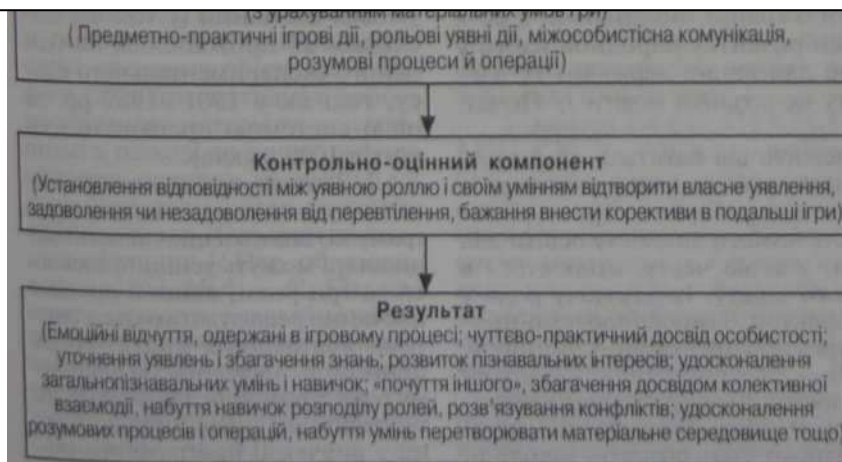 (з урахуванням матеріальних умов гри)
( Предметно-практичні ігрові дії, рольові уявні дії, міжособистісна комунікація,
розумові процеси й операції)
Контрольно-оцінний компонент
(Установлення відповідності між уявною роллю і своїм умінням відтворити власне уявлення,
задоволення чи незадоволення від перевтілення, бажання внести корективи в подальші ігри)
Результат
(Емоційні відчуття, одержані в ігровому процесі; чуттєво-практичний досвід особистості;
уточнення уявлень і збагачення знань; розвиток пізнавальних інтересів; удосконалення
загальнопізнавальних умінь і навичок; «почуття іншого», збагачення досвідом колективної
взаємодії, набуття навичок розподілу ролей, розв'язування конфліктів; удосконалення
розумових процесів і операцій, набуття умінь перетворювати матеріальне середовище тощо)